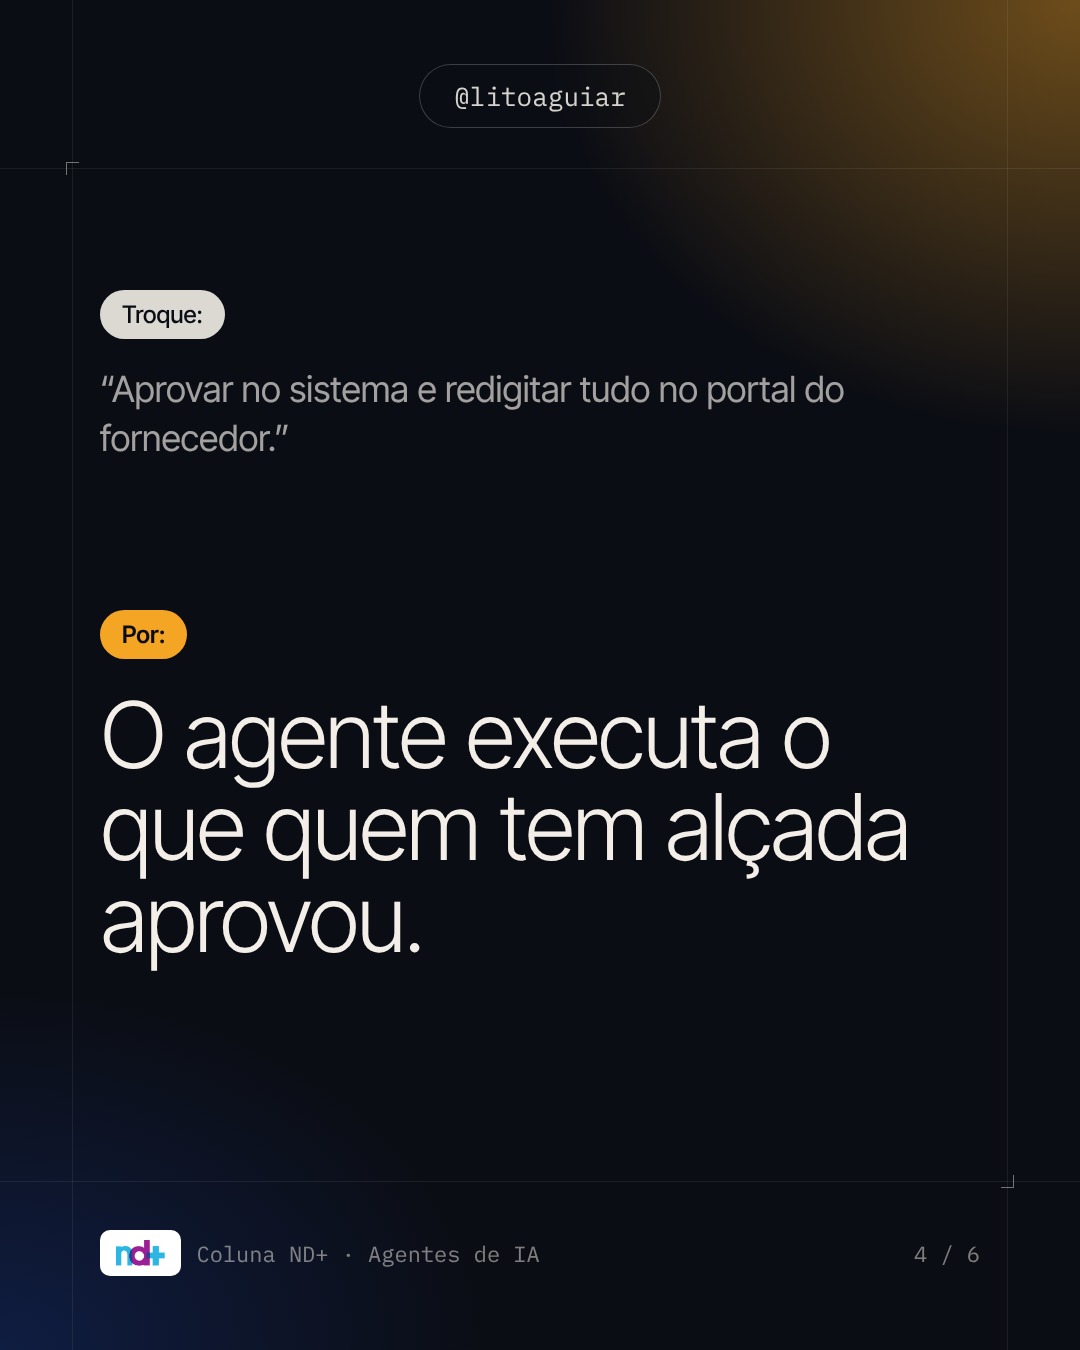 @litoaguiar
Troque:
“Aprovar no sistema e redigitar tudo no portal do
fornecedor.”
Por:
O agente executa o
que quem tem alçada
aprovou.
nd+ Coluna ND+ · Agentes de IA
4 / 6